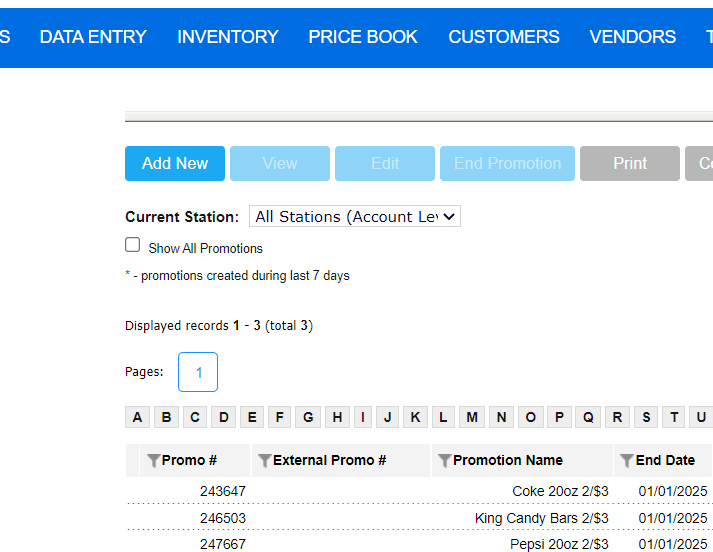 S DATA ENTRY INVENTORY PRICE BOOK CUSTOMERS VENDORS T
Add New View Edit End Promotion Print Co
Current Station: All Stations (Account Lev
Show All Promotions
* - promotions created during last 7 days
Displayed records 1 - 3 (total 3)
Pages: 1
A B C D E F G H I J K L M N O P Q R S T U
Promo # External Promo # Promotion Name End Date
243647 Coke 20oz 2/$3 01/01/2025
246503 King Candy Bars 2/$3 01/01/2025
247667 Pepsi 20oz 2/$3 01/01/2025